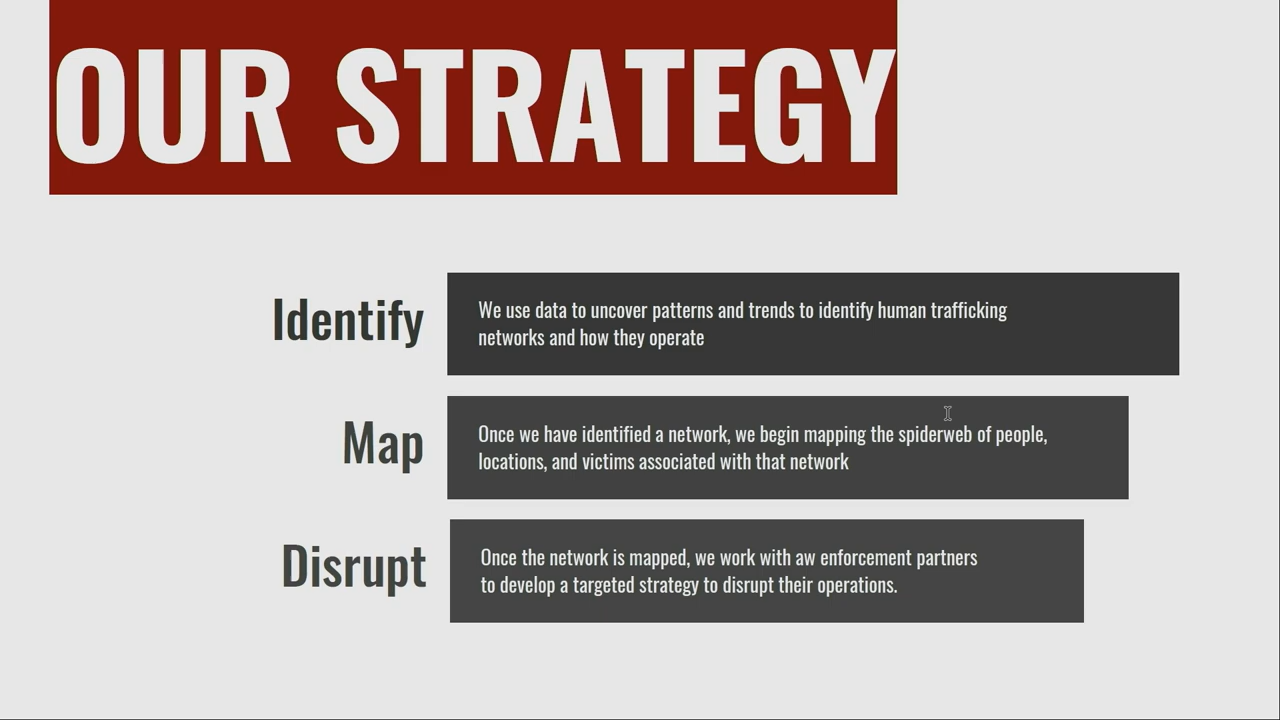 OUR STRATEGY
Identify
We use data to uncover patterns and trends to identify human trafficking
networks and how they operate
Map
Once we have identified a network, we begin mapping the spiderweb of people,
locations, and victims associated with that network
Disrupt
Once the network is mapped, we work with aw enforcement partners
to develop a targeted strategy to disrupt their operations.